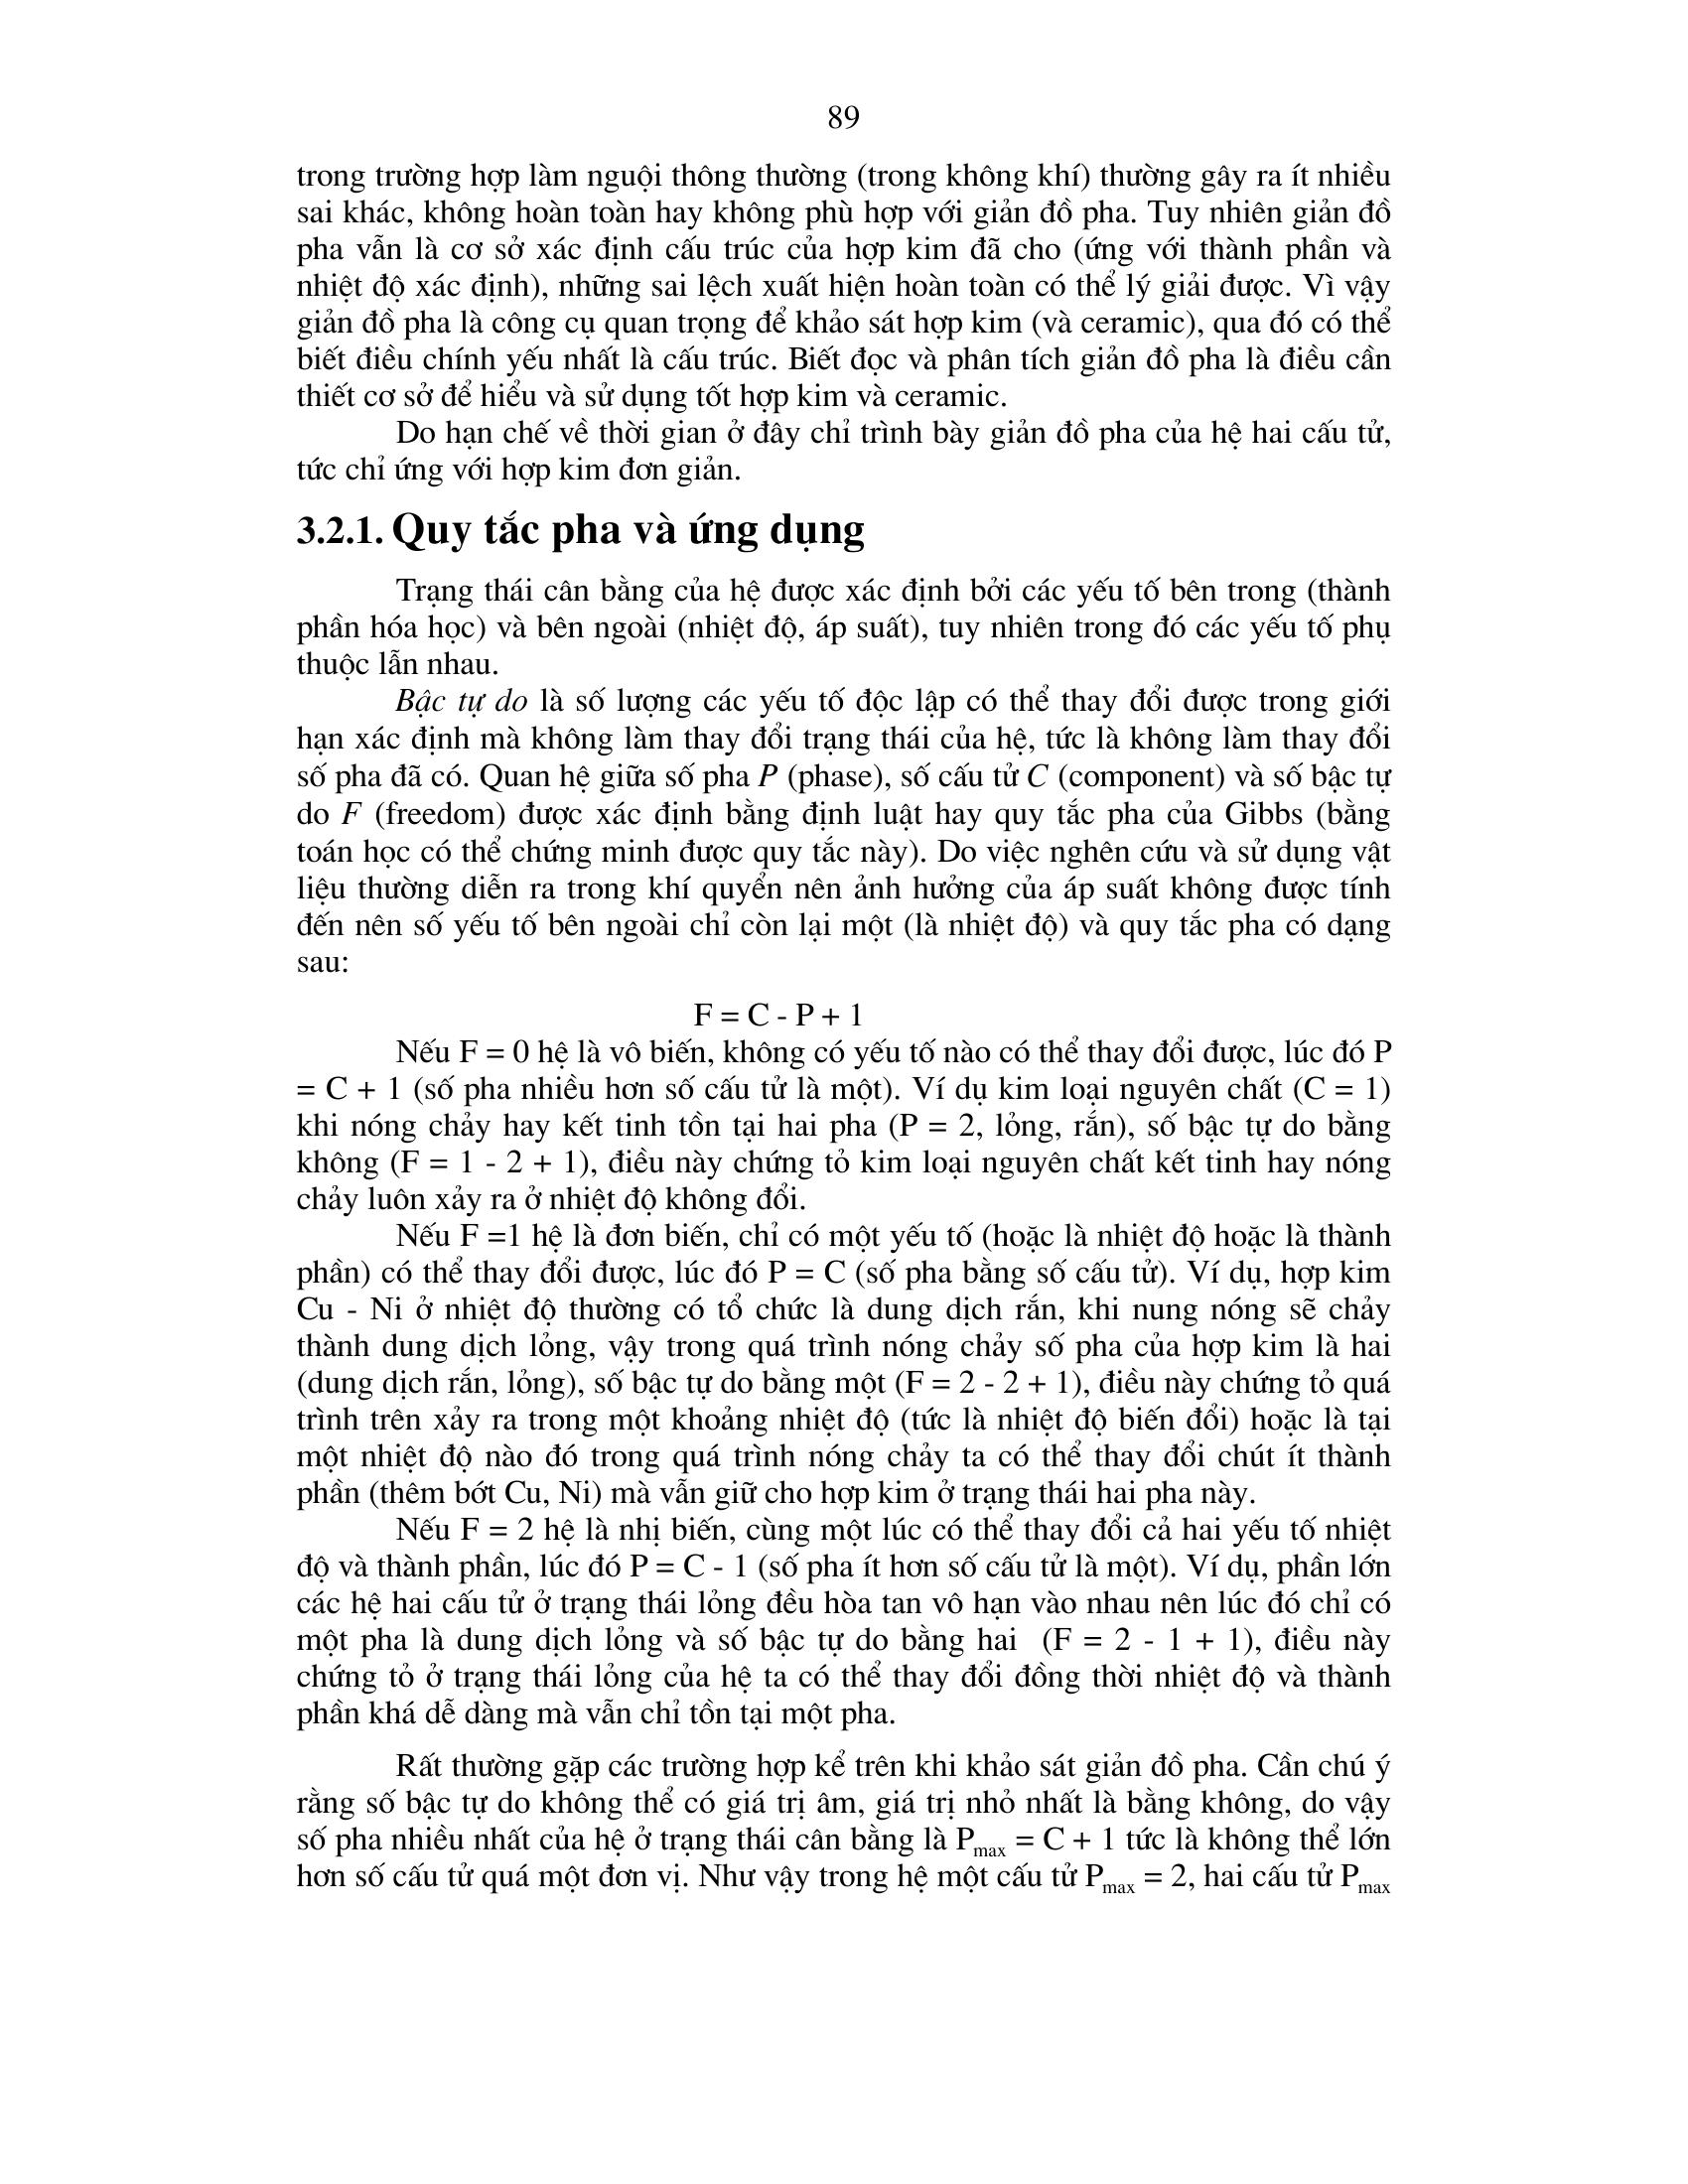 89
trong trường hợp làm nguội thông thường (trong không khí) thường gây ra ít nhiều
sai khác, không hoàn toàn hay không phù hợp với giản đồ pha. Tuy nhiên giản đồ
pha vẫn là cơ sở xác định cấu trúc của hợp kim đã cho (ứng với thành phần và
nhiệt độ xác định), những sai lệch xuất hiện hoàn toàn có thể lý giải được. Vì vậy
giản đồ pha là công cụ quan trọng để khảo sát hợp kim (và ceramic), qua đó có thể
biết điều chính yếu nhất là cấu trúc. Biết đọc và phân tích giản đồ pha là điều cần
thiết cơ sở để hiểu và sử dụng tốt hợp kim và ceramic.
Do hạn chế về thời gian ở đây chỉ trình bày giản đồ pha của hệ hai cấu tử,
tức chỉ ứng với hợp kim đơn giản.
3.2.1. Quy tắc pha và ứng dụng
Trạng thái cân bằng của hệ được xác định bởi các yếu tố bên trong (thành
phần hóa học) và bên ngoài (nhiệt độ, áp suất), tuy nhiên trong đó các yếu tố phụ
thuộc lẫn nhau.
Bậc tự do là số lượng các yếu tố độc lập có thể thay đổi được trong giới
hạn xác định mà không làm thay đổi trạng thái của hệ, tức là không làm thay đổi
số pha đã có. Quan hệ giữa số pha P (phase), số cấu tử C (component) và số bậc tự
do F (freedom) được xác định bằng định luật hay quy tắc pha của Gibbs (bằng
toán học có thể chứng minh được quy tắc này). Do việc nghên cứu và sử dụng vật
liệu thường diễn ra trong khí quyển nên ảnh hưởng của áp suất không được tính
đến nên số yếu tố bên ngoài chỉ còn lại một (là nhiệt độ) và quy tắc pha có dạng
sau:
F = C - P + 1
Nếu F = 0 hệ là vô biến, không có yếu tố nào có thể thay đổi được, lúc đó P
= C + 1 (số pha nhiều hơn số cấu tử là một). Ví dụ kim loại nguyên chất (C = 1)
khi nóng chảy hay kết tinh tồn tại hai pha (P = 2, lỏng, rắn), số bậc tự do bằng
không (F = 1 - 2 + 1), điều này chứng tỏ kim loại nguyên chất kết tinh hay nóng
chảy luôn xảy ra ở nhiệt độ không đổi.
Nếu F =1 hệ là đơn biến, chỉ có một yếu tố (hoặc là nhiệt độ hoặc là thành
phần) có thể thay đổi được, lúc đó P = C (số pha bằng số cấu tử). Ví dụ, hợp kim
Cu - Ni ở nhiệt độ thường có tổ chức là dung dịch rắn, khi nung nóng sẽ chảy
thành dung dịch lỏng, vậy trong quá trình nóng chảy số pha của hợp kim là hai
(dung dịch rắn, lỏng), số bậc tự do bằng một (F = 2 - 2 + 1), điều này chứng tỏ quá
trình trên xảy ra trong một khoảng nhiệt độ (tức là nhiệt độ biến đổi) hoặc là tại
một nhiệt độ nào đó trong quá trình nóng chảy ta có thể thay đổi chút ít thành
phần (thêm bớt Cu, Ni) mà vẫn giữ cho hợp kim ở trạng thái hai pha này.
Nếu F = 2 hệ là nhị biến, cùng một lúc có thể thay đổi cả hai yếu tố nhiệt
độ và thành phần, lúc đó P = C - 1 (số pha ít hơn số cấu tử là một). Ví dụ, phần lớn
các hệ hai cấu tử ở trạng thái lỏng đều hòa tan vô hạn vào nhau nên lúc đó chỉ có
một pha là dung dịch lỏng và số bậc tự do bằng hai (F = 2 - 1 + 1), điều này
chứng tỏ ở trạng thái lỏng của hệ ta có thể thay đổi đồng thời nhiệt độ và thành
phần khá dễ dàng mà vẫn chỉ tồn tại một pha.
Rất thường gặp các trường hợp kể trên khi khảo sát giản đồ pha. Cần chú ý
rằng số bậc tự do không thể có giá trị âm, giá trị nhỏ nhất là bằng không, do vậy
số pha nhiều nhất của hệ ở trạng thái cân bằng là Pmax = C + 1 tức là không thể lớn
hơn số cấu tử quá một đơn vị. Như vậy trong hệ một cấu tử Pmax = 2, hai cấu tử Pmax